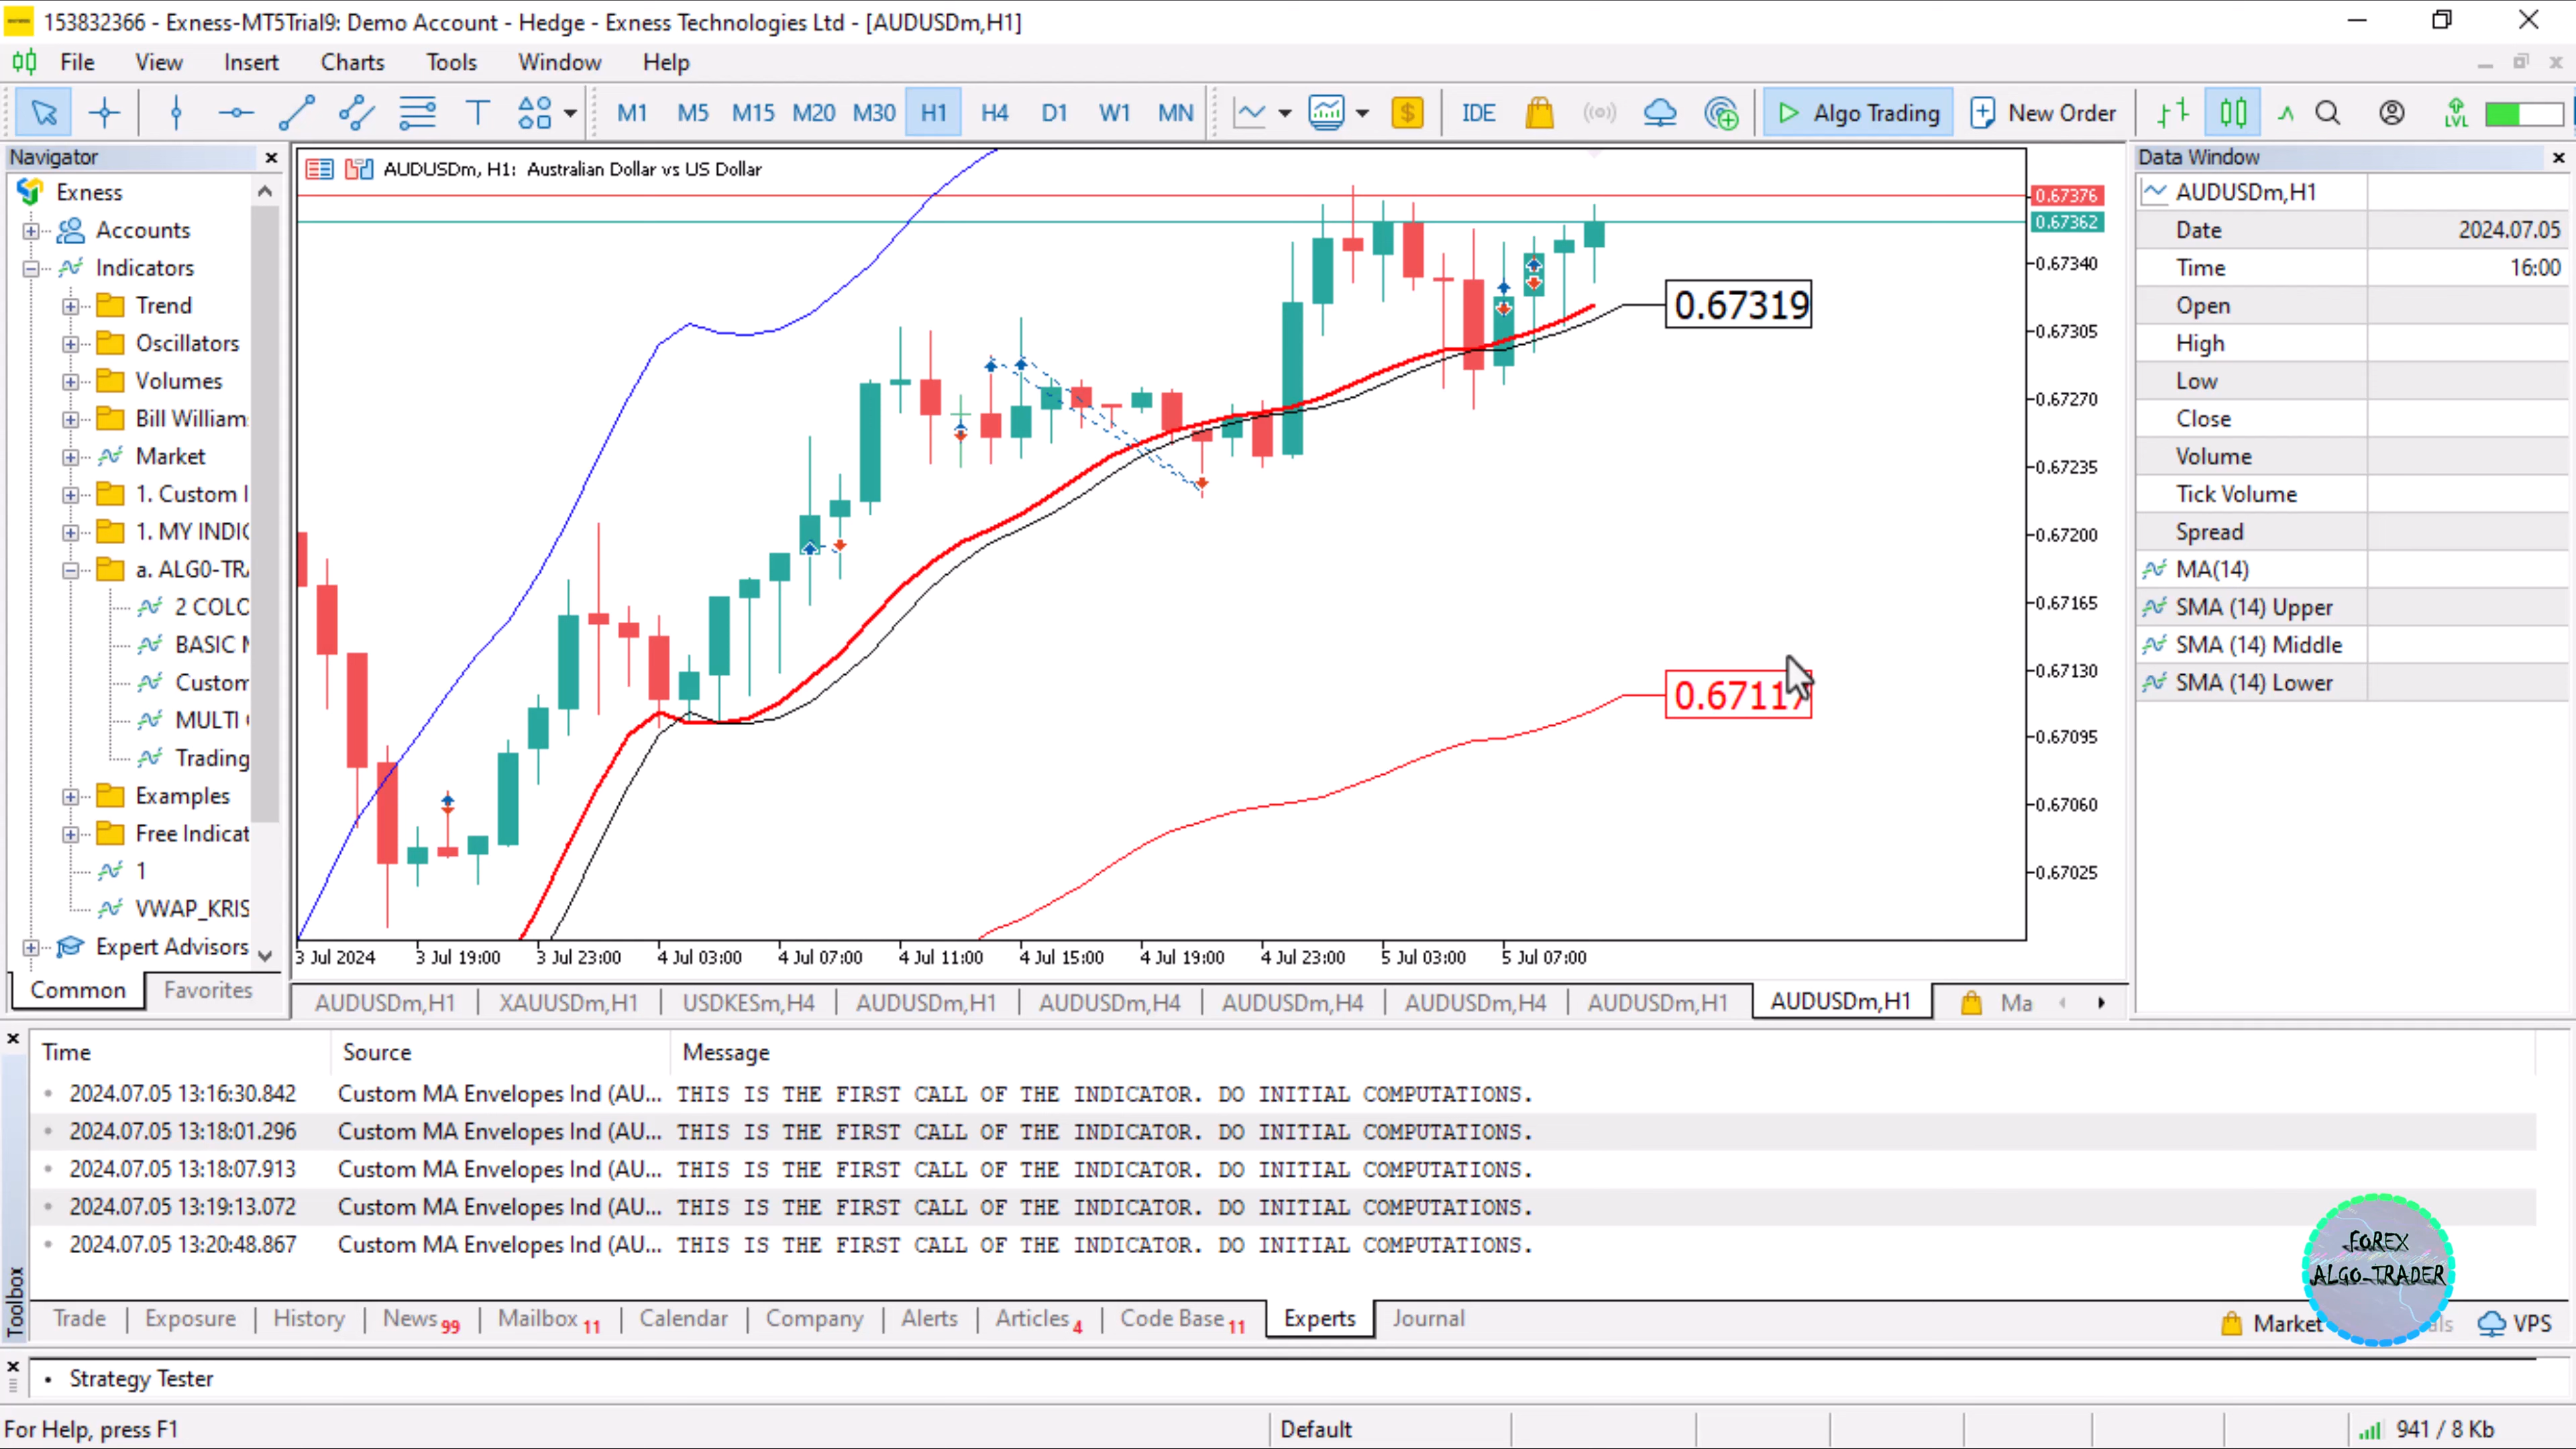 153832366 - Exness-MT5Trial9: Demo Account - Hedge - Exness Technologies Ltd - [AUDUSDm,H1]
File View Insert Charts Tools Window Help
M1 M5 M15 M20 M30 H1 H4 D1 W1 MN IDE Algo Trading New Order LVL
Navigator
Exness
Accounts
Indicators
Trend
Oscillators
Volumes
Bill William
Market
1. Custom I
1. MY INDIC
a. ALG0-TRA
2 COLO
BASIC M
Custom
MULTI
Trading
Examples
Free Indicat
1
VWAP_KRIS
Expert Advisors
Common Favorites
AUDUSDm, H1: Australian Dollar vs US Dollar
0.67376
0.67362
0.67340
0.67305
0.67270
0.67235
0.67200
0.67165
0.67130
0.67095
0.67060
0.67025
0.67319
0.67117
3 Jul 2024 3 Jul 19:00 3 Jul 23:00 4 Jul 03:00 4 Jul 07:00 4 Jul 11:00 4 Jul 15:00 4 Jul 19:00 4 Jul 23:00 5 Jul 03:00 5 Jul 07:00
AUDUSDm,H1 XAUUSDm,H1 USDKESm,H4 AUDUSDm,H1 AUDUSDm,H4 AUDUSDm,H4 AUDUSDm,H4 AUDUSDm,H1 AUDUSDm,H1 Ma
Data Window
AUDUSDm,H1
Date 2024.07.05
Time 16:00
Open
High
Low
Close
Volume
Tick Volume
Spread
MA(14)
SMA (14) Upper
SMA (14) Middle
SMA (14) Lower
Time Source Message
2024.07.05 13:16:30.842 Custom MA Envelopes Ind (AU... THIS IS THE FIRST CALL OF THE INDICATOR. DO INITIAL COMPUTATIONS.
2024.07.05 13:18:01.296 Custom MA Envelopes Ind (AU... THIS IS THE FIRST CALL OF THE INDICATOR. DO INITIAL COMPUTATIONS.
2024.07.05 13:18:07.913 Custom MA Envelopes Ind (AU... THIS IS THE FIRST CALL OF THE INDICATOR. DO INITIAL COMPUTATIONS.
2024.07.05 13:19:13.072 Custom MA Envelopes Ind (AU... THIS IS THE FIRST CALL OF THE INDICATOR. DO INITIAL COMPUTATIONS.
2024.07.05 13:20:48.867 Custom MA Envelopes Ind (AU... THIS IS THE FIRST CALL OF THE INDICATOR. DO INITIAL COMPUTATIONS.
Toolbox
FOREX
ALGO-TRADER
Trade Exposure History News 99 Mailbox 11 Calendar Company Alerts Articles 4 Code Base 11 Experts Journal Market als VPS
Strategy Tester
For Help, press F1 Default 941 / 8 Kb